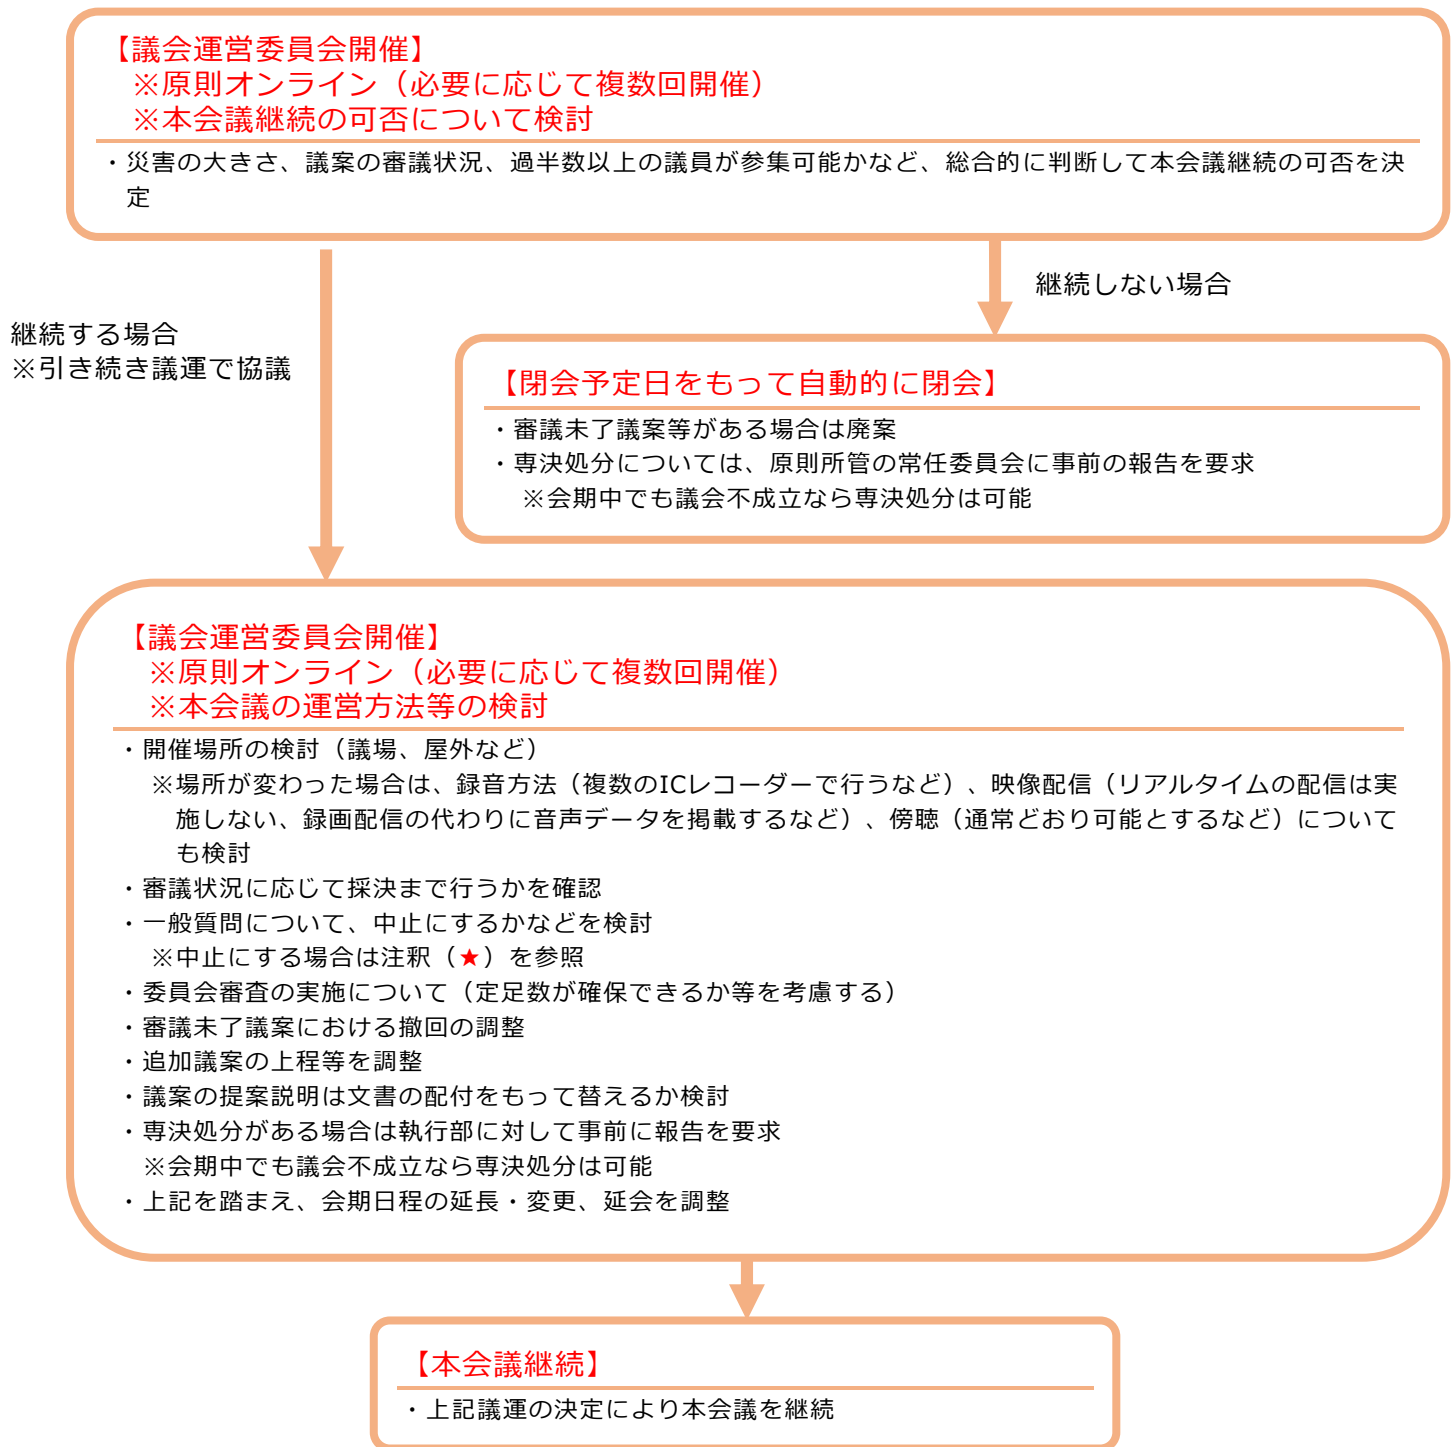 【議会運営委員会開催】
※原則オンライン（必要に応じて複数回開催）
※本会議継続の可否について検討
・災害の大きさ、議案の審議状況、過半数以上の議員が参集可能かなど、総合的に判断して本会議継続の可否を決
定
継続しない場合
継続する場合
※引き続き議運で協議
【閉会予定日をもって自動的に閉会】
・審議未了議案等がある場合は廃案
・専決処分については、原則所管の常任委員会に事前の報告を要求
※会期中でも議会不成立なら専決処分は可能
【議会運営委員会開催】
※原則オンライン（必要に応じて複数回開催）
※本会議の運営方法等の検討
・開催場所の検討（議場、屋外など）
※場所が変わった場合は、録音方法（複数のICレコーダーで行うなど）、映像配信（リアルタイムの配信は実
施しない、録画配信の代わりに音声データを掲載するなど）、傍聴（通常どおり可能とするなど）について
も検討
・審議状況に応じて採決まで行うかを確認
・一般質問について、中止にするかなどを検討
※中止にする場合は注釈（★）を参照
・委員会審査の実施について（定足数が確保できるか等を考慮する）
・審議未了議案における撤回の調整
・追加議案の上程等を調整
・議案の提案説明は文書の配付をもって替えるか検討
・専決処分がある場合は執行部に対して事前に報告を要求
※会期中でも議会不成立なら専決処分は可能
・上記を踏まえ、会期日程の延長・変更、延会を調整
【本会議継続】
・上記議運の決定により本会議を継続